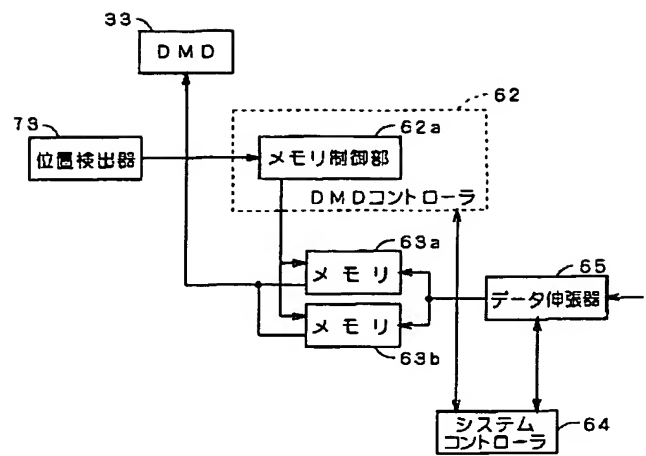 33
DMD
62
73
62a
位置検出器
メモリ制御部
DMDコントローラ
63a
メモリ
65
データ伸張器
メモリ
63b
システム
コントローラ
64